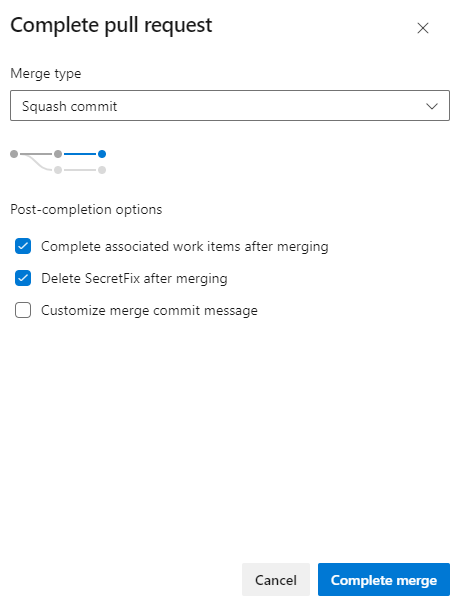 Complete pull request
Merge type
Squash commit
Post-completion options
Complete associated work items after merging
Delete SecretFix after merging
Customize merge commit message
Cancel
Complete merge